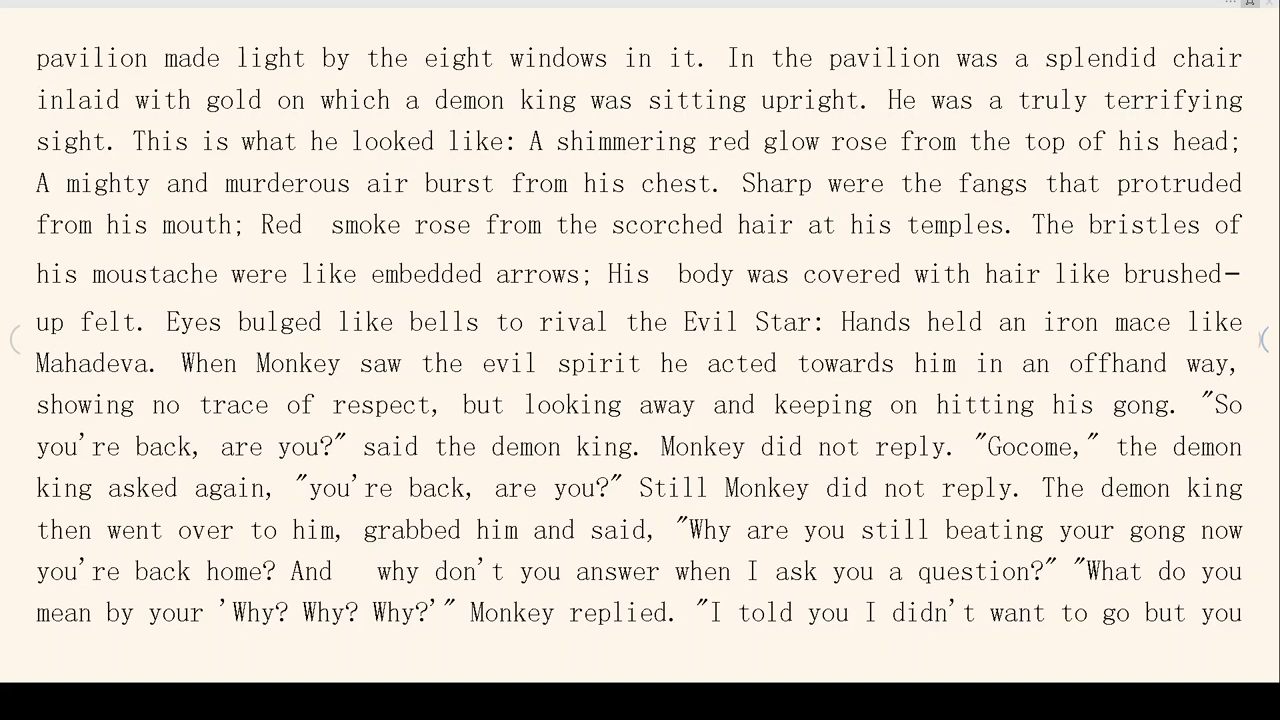 pavilion made light by the eight windows in it. In the pavilion was a splendid chair
inlaid with gold on which a demon king was sitting upright. He was a truly terrifying
sight. This is what he looked like: A shimmering red glow rose from the top of his head;
A mighty and murderous air burst from his chest. Sharp were the fangs that protruded
from his mouth; Red smoke rose from the scorched hair at his temples. The bristles of
his moustache were like embedded arrows; His body was covered with hair like brushed-
up felt. Eyes bulged like bells to rival the Evil Star: Hands held an iron mace like
Mahadeva. When Monkey saw the evil spirit he acted towards him in an offhand way,
showing no trace of respect, but looking away and keeping on hitting his gong. "So
you're back, are you?" said the demon king. Monkey did not reply. "Gocome," the demon
king asked again, "you're back, are you?" Still Monkey did not reply. The demon king
then went over to him, grabbed him and said, "Why are you still beating your gong now
you're back home? And why don't you answer when I ask you a question?" "What do you
mean by your 'Why? Why? Why?'" Monkey replied. "I told you I didn't want to go but you